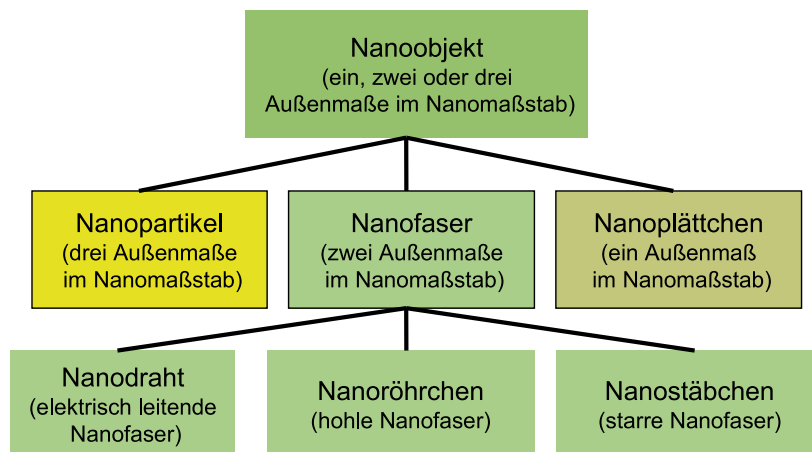 Nanoobjekt
(ein, zwei oder drei
Außenmaße im Nanomaßstab)
Nanopartikel
(drei Außenmaße
im Nanomaßstab)
Nanofaser
(zwei Außenmaße
im Nanomaßstab)
Nanoplättchen
(ein Außenmaß
im Nanomaßstab)
Nanodraht
(elektrisch leitende
Nanofaser)
Nanoröhrchen
(hohle Nanofaser)
Nanostäbchen
(starre Nanofaser)